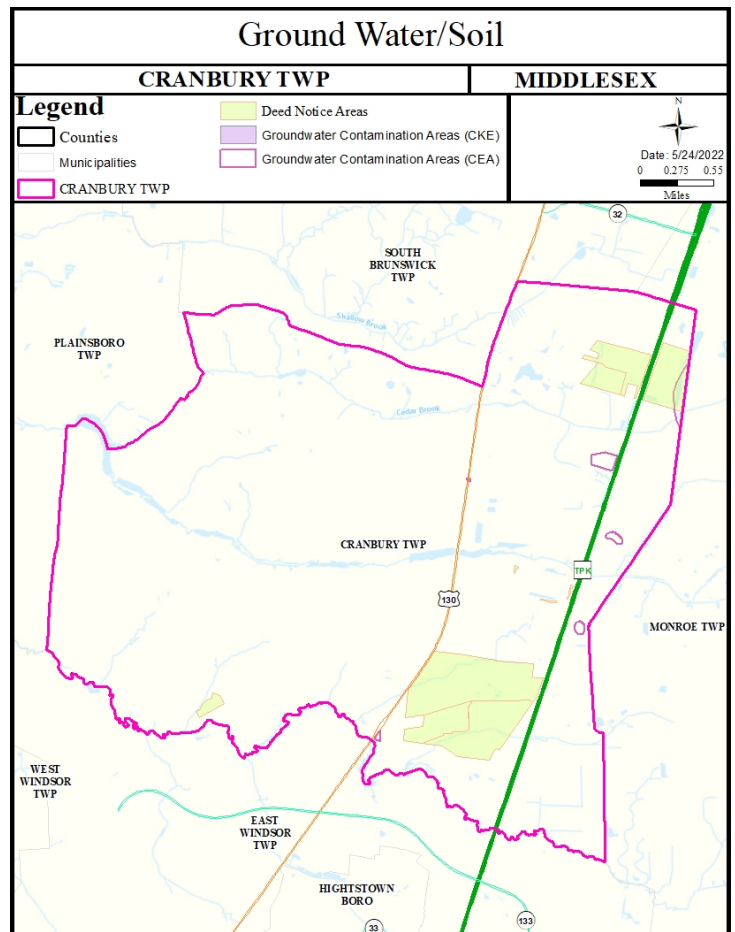 Ground Water/Soil
CRANBURY TWP
MIDDLESEX
Legend
Counties
Municipalities
CRANBURY TWP
Deed Notice Areas
Groundwater Contamination Areas (CKE)
Groundwater Contamination Areas (CEA)
N
Date: 5/24/2022
0 0.275 0.55
Miles
32
SOUTH
BRUNSWICK
TWP
Shallow Brook
PLAINSBORO
TWP
Cedar Brook
CRANBURY TWP
TPK
130
MONROE TWP
WEST
WINDSOR
TWP
EAST
WINDSOR
TWP
HIGHTSTOWN
BORO
33
133